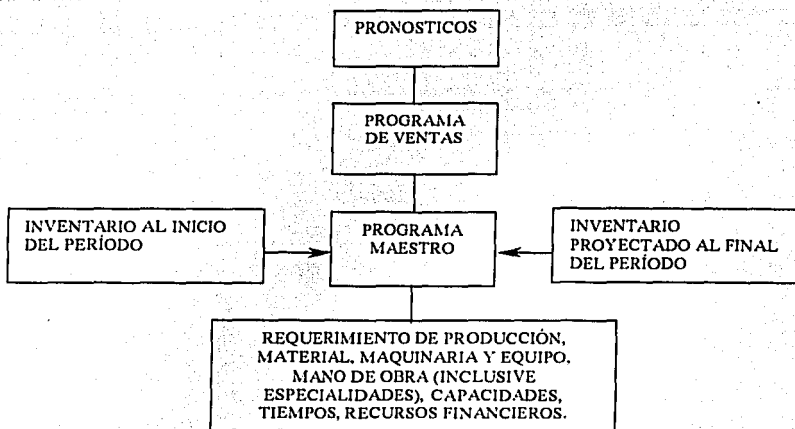 PRONOSTICOS
PROGRAMA
DE VENTAS
INVENTARIO AL INICIO
DEL PERÍODO
PROGRAMA
MAESTRO
INVENTARIO
PROYECTADO AL FINAL
DEL PERÍODO
REQUERIMIENTO DE PRODUCCIÓN,
MATERIAL, MAQUINARIA Y EQUIPO,
MANO DE OBRA (INCLUSIVE
ESPECIALIDADES), CAPACIDADES,
TIEMPOS, RECURSOS FINANCIEROS.